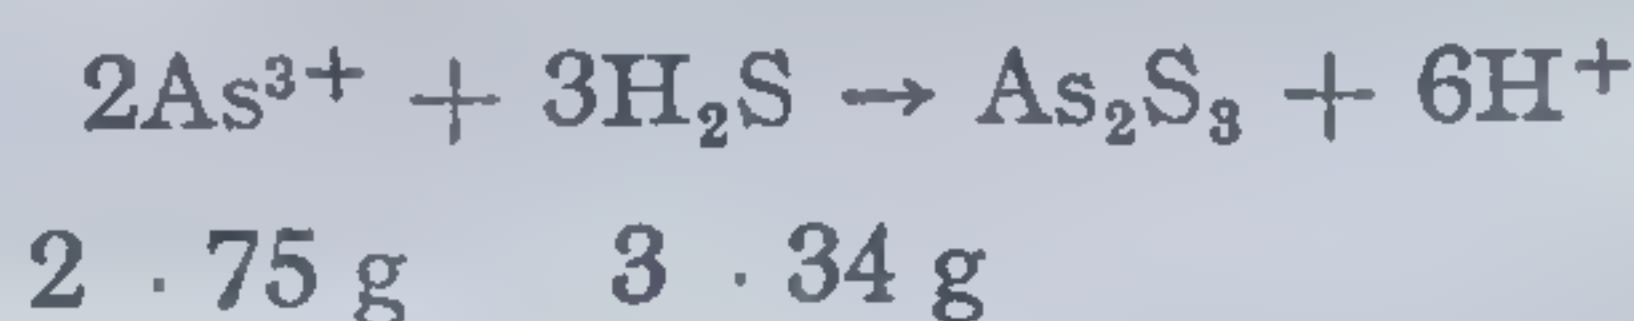 2As³⁺ + 3H₂S → As₂S₃ + 6H⁺
2 · 75 g 3 · 34 g